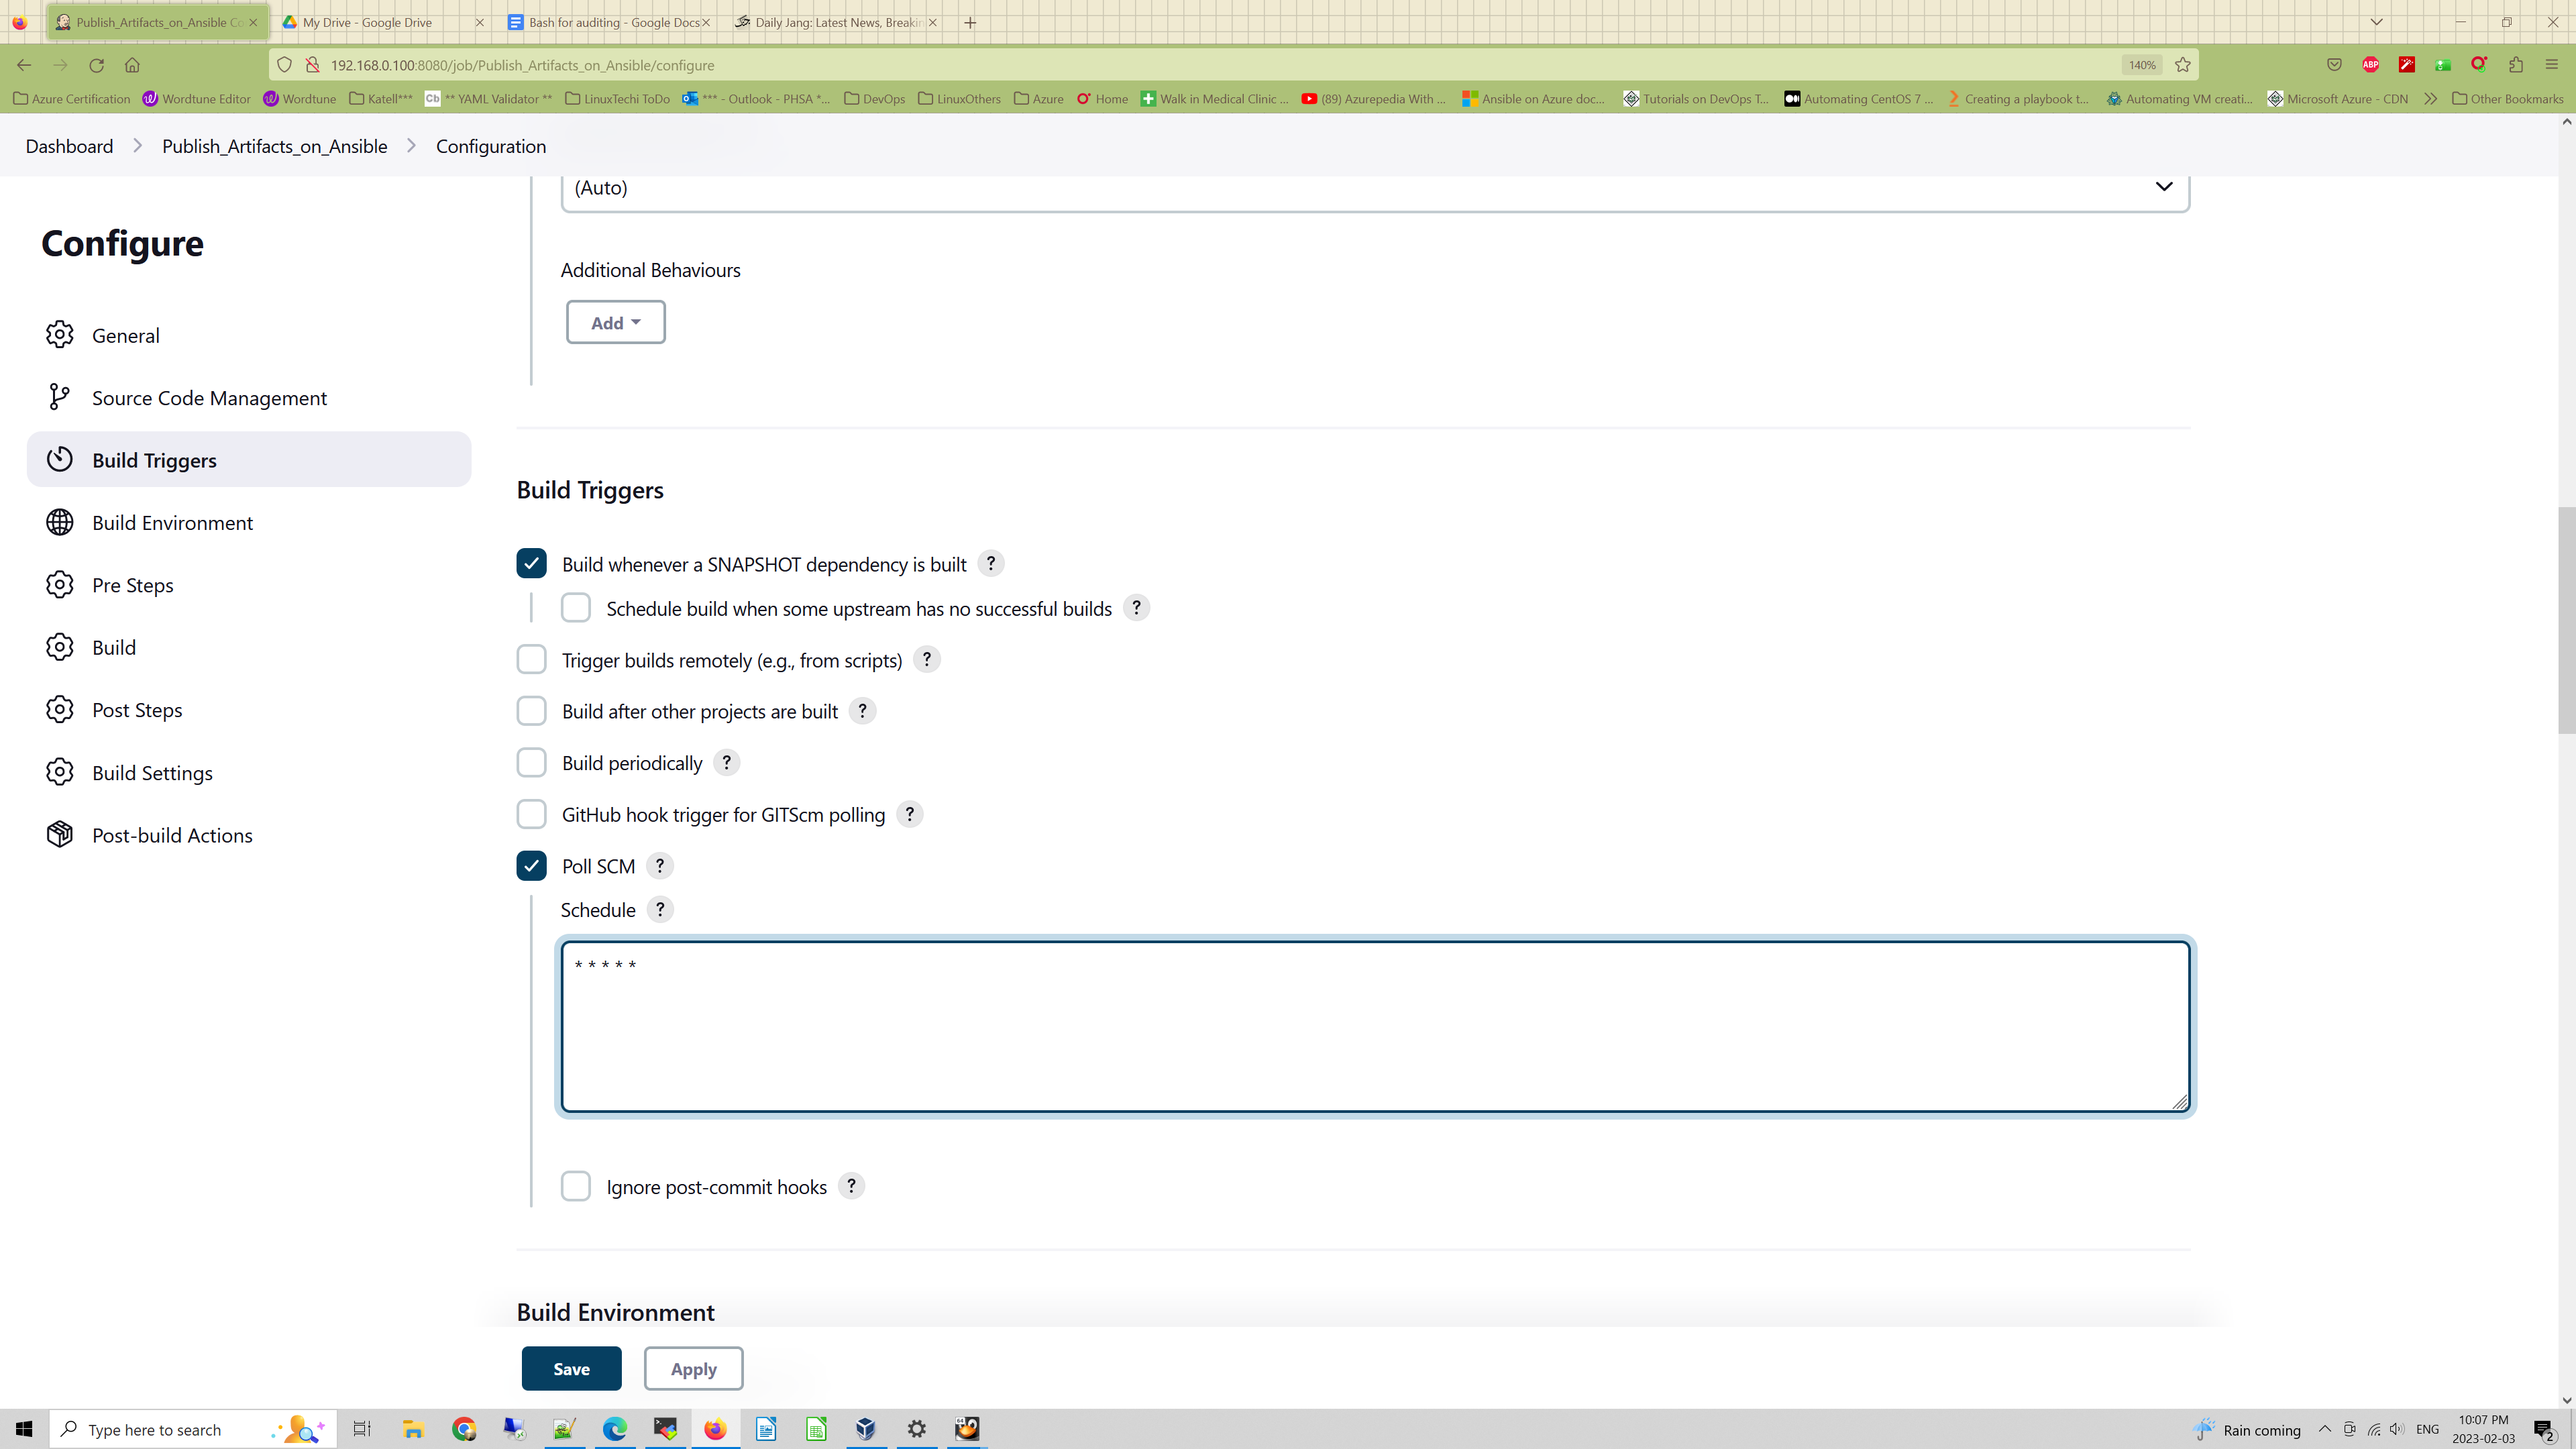 Publish_Artifacts_on_Ansible Co
My Drive - Google Drive
Bash for auditing - Google Docs
Daily Jang: Latest News, Breakin
192.168.0.100:8080/job/Publish_Artifacts_on_Ansible/configure
140%
ABP
Azure Certification
Wordtune Editor
Wordtune
Katell***
Cb
** YAML Validator **
LinuxTechi ToDo
*** - Outlook - PHSA *...
DevOps
LinuxOthers
Azure
Home
Walk in Medical Clinic ...
(89) Azurepedia With ...
Ansible on Azure doc...
Tutorials on DevOps T...
Automating CentOS 7 ...
Creating a playbook t...
Automating VM creati...
Microsoft Azure - CDN
Other Bookmarks
Dashboard > Publish_Artifacts_on_Ansible > Configuration
(Auto)
Configure
Additional Behaviours
Add
General
Source Code Management
Build Triggers
Build Environment
Pre Steps
Build
Post Steps
Build Settings
Post-build Actions
Build Triggers
Build whenever a SNAPSHOT dependency is built ?
Schedule build when some upstream has no successful builds ?
Trigger builds remotely (e.g., from scripts) ?
Build after other projects are built ?
Build periodically ?
GitHub hook trigger for GITScm polling ?
Poll SCM ?
Schedule ?
* * * * *
Ignore post-commit hooks ?
Build Environment
Save
Apply
Type here to search
Rain coming
ENG
10:07 PM
2023-02-03
2